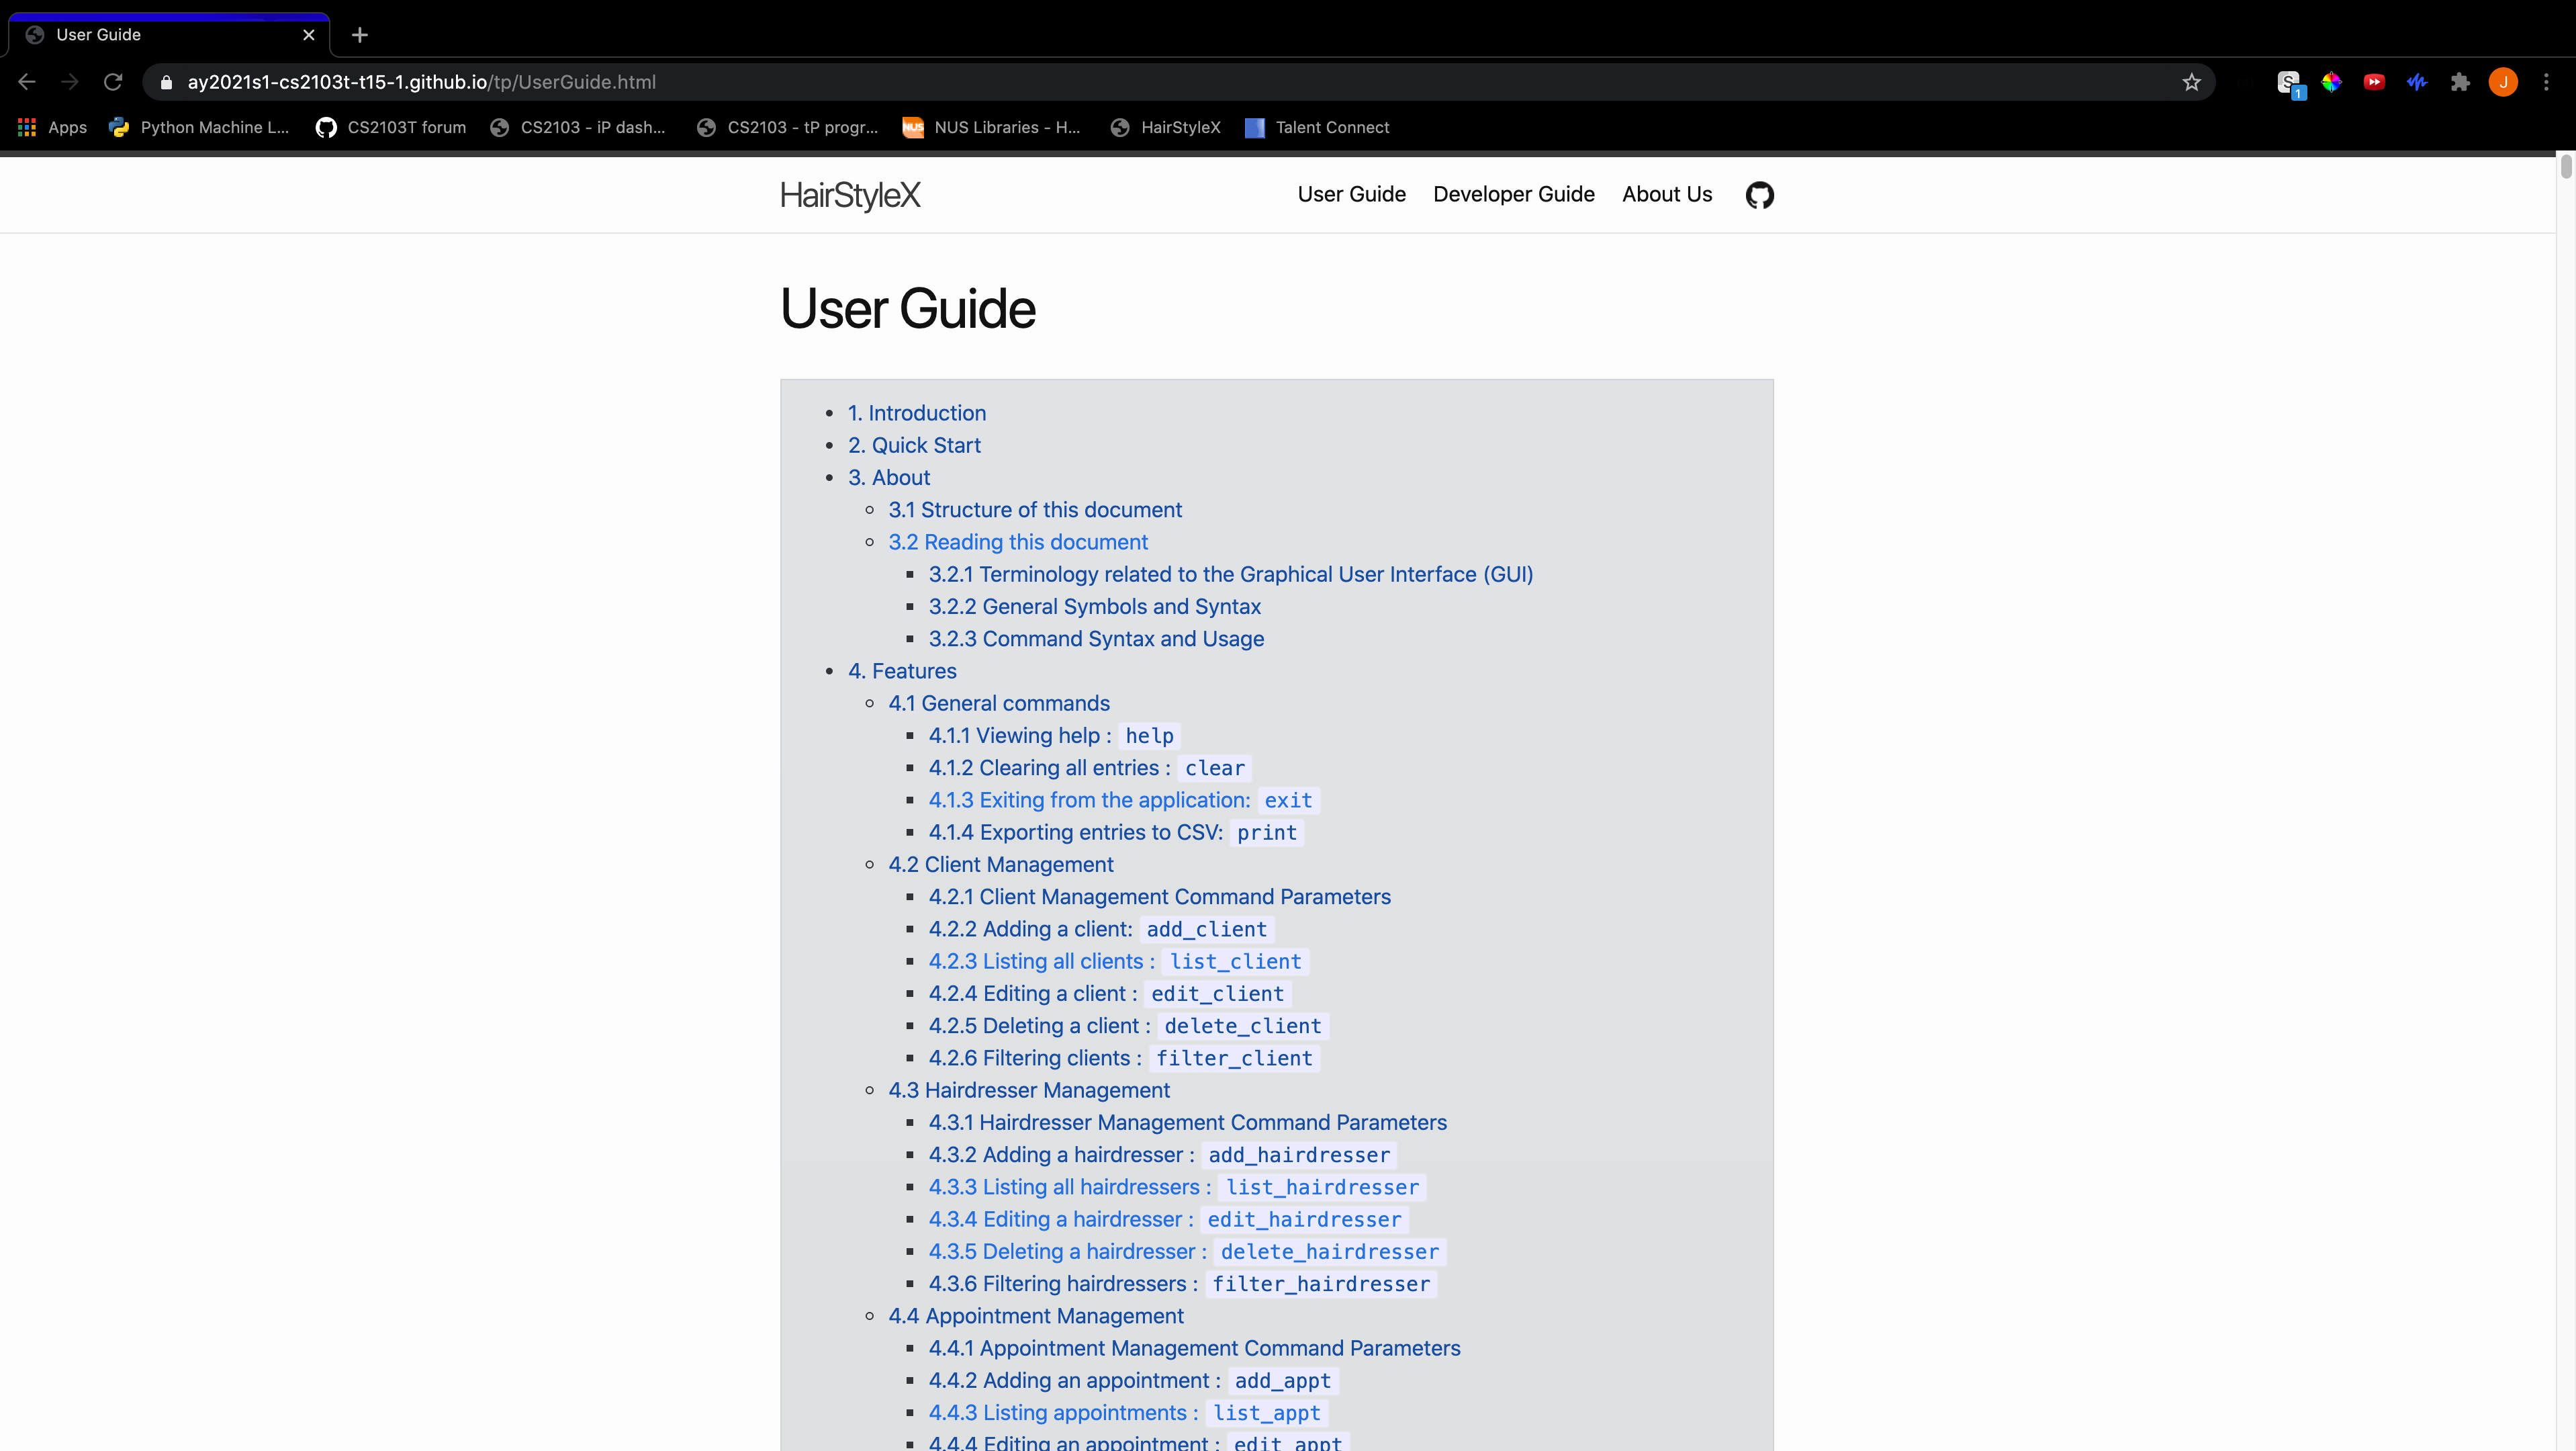 User Guide
ay2021s1-cs2103t-t15-1.github.io/tp/UserGuide.html
S 1 J
Apps Python Machine L... CS2103T forum CS2103 - iP dash... CS2103 - tP progr... NUS NUS Libraries - H... HairStyleX Talent Connect
HairStyleX User Guide Developer Guide About Us
User Guide
1. Introduction
2. Quick Start
3. About
3.1 Structure of this document
3.2 Reading this document
3.2.1 Terminology related to the Graphical User Interface (GUI)
3.2.2 General Symbols and Syntax
3.2.3 Command Syntax and Usage
4. Features
4.1 General commands
4.1.1 Viewing help : help
4.1.2 Clearing all entries : clear
4.1.3 Exiting from the application: exit
4.1.4 Exporting entries to CSV: print
4.2 Client Management
4.2.1 Client Management Command Parameters
4.2.2 Adding a client: add_client
4.2.3 Listing all clients : list_client
4.2.4 Editing a client : edit_client
4.2.5 Deleting a client : delete_client
4.2.6 Filtering clients : filter_client
4.3 Hairdresser Management
4.3.1 Hairdresser Management Command Parameters
4.3.2 Adding a hairdresser : add_hairdresser
4.3.3 Listing all hairdressers : list_hairdresser
4.3.4 Editing a hairdresser : edit_hairdresser
4.3.5 Deleting a hairdresser : delete_hairdresser
4.3.6 Filtering hairdressers : filter_hairdresser
4.4 Appointment Management
4.4.1 Appointment Management Command Parameters
4.4.2 Adding an appointment : add_appt
4.4.3 Listing appointments : list_appt
4.4.4 Editing an appointment : edit_appt